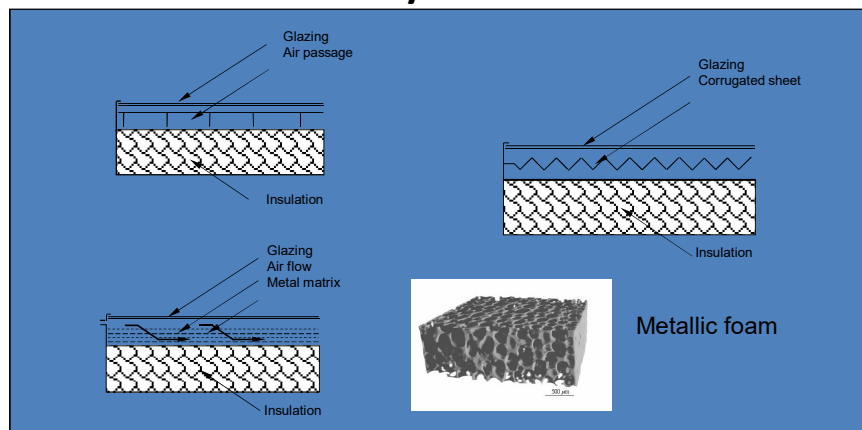 Glazing
Air passage
Insulation
Glazing
Corrugated sheet
Insulation
Glazing
Air flow
Metal matrix
Insulation
Metallic foam
500 µm